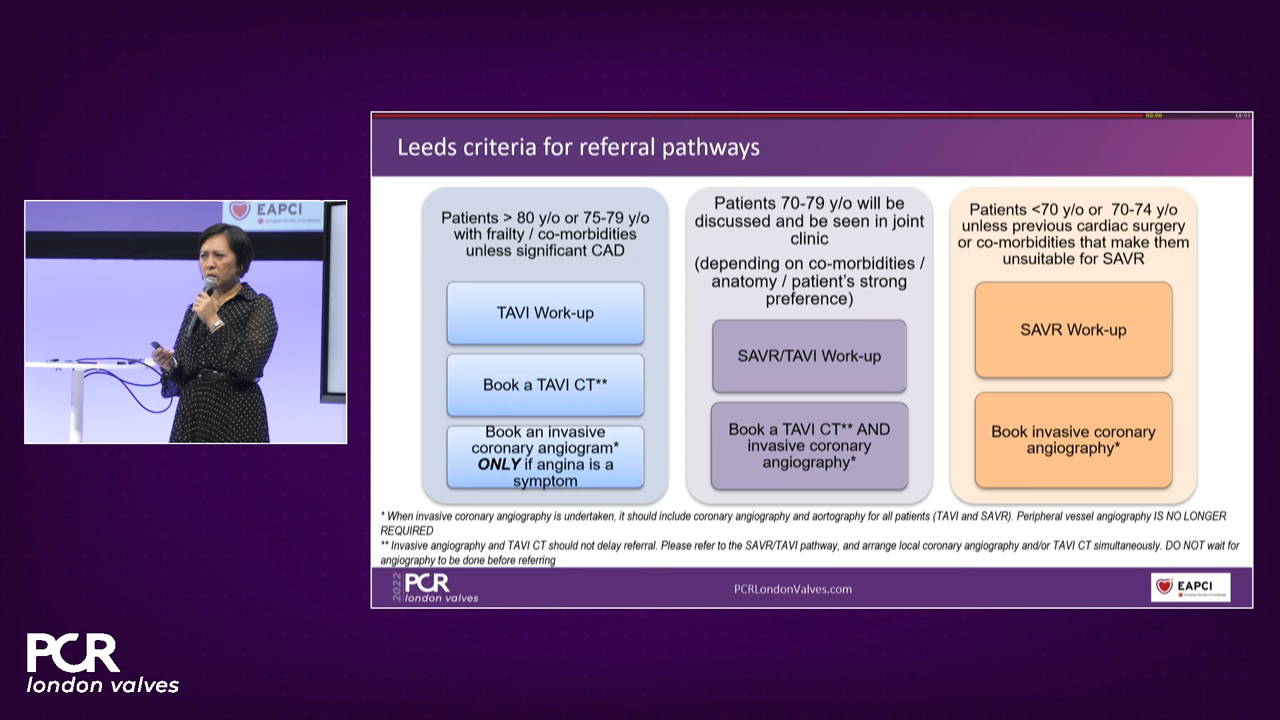 EAPCI
Leeds criteria for referral pathways
Patients > 80 y/o or 75-79 y/o
with frailty / co-morbidities
unless significant CAD
TAVI Work-up
Book a TAVI CT**
Book an invasive
coronary angiogram*
ONLY if angina is a
symptom
Patients 70-79 y/o will be
discussed and be seen in joint
clinic
(depending on co-morbidities /
anatomy / patient's strong
preference)
SAVR/TAVI Work-up
Book a TAVI CT** AND
invasive coronary
angiography*
Patients <70 y/o or 70-74 y/o
unless previous cardiac surgery
or co-morbidities that make them
unsuitable for SAVR
SAVR Work-up
Book invasive coronary
angiography*
* When invasive coronary angiography is undertaken, it should include coronary angiography and aortography for all patients (TAVI and SAVR). Peripheral vessel angiography IS NO LONGER
REQUIRED
** Invasive angiography and TAVI CT should not delay referral. Please refer to the SAVR/TAVI pathway, and arrange local coronary angiography and/or TAVI CT simultaneously. DO NOT wait for
angiography to be done before referring
2022
PCR
london valves
PCRLondonValves.com
EAPCI
PCR
london valves